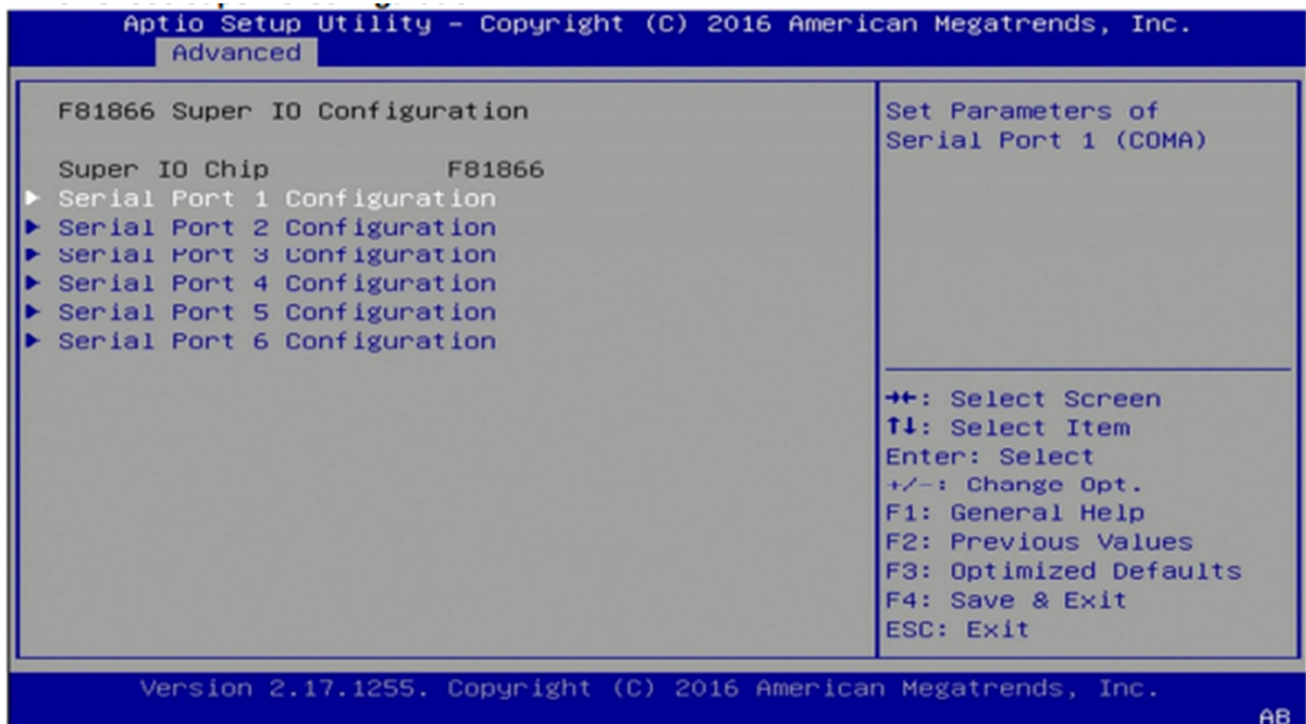 Aptio Setup Utility – Copyright (C) 2016 American Megatrends, Inc.
Advanced
F81866 Super IO Configuration
Super IO Chip F81866
Serial Port 1 Configuration
Serial Port 2 Configuration
Serial Port 3 Configuration
Serial Port 4 Configuration
Serial Port 5 Configuration
Serial Port 6 Configuration
Set Parameters of
Serial Port 1 (COMA)
→←: Select Screen
↑↓: Select Item
Enter: Select
+/-: Change Opt.
F1: General Help
F2: Previous Values
F3: Optimized Defaults
F4: Save & Exit
ESC: Exit
Version 2.17.1255. Copyright (C) 2016 American Megatrends, Inc.
AB